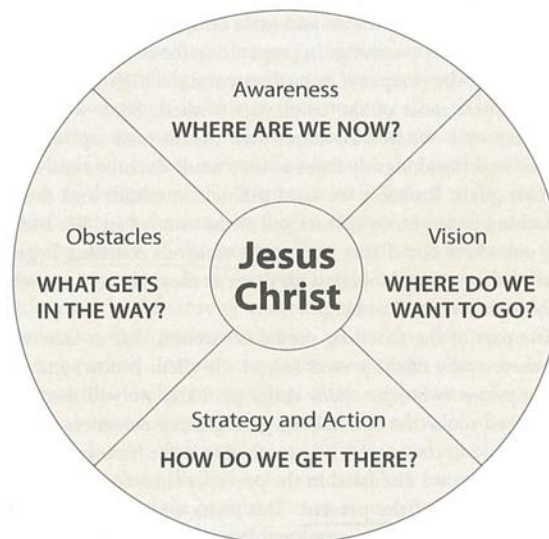 Awareness
WHERE ARE WE NOW?
Obstacles
WHAT GETS
IN THE WAY?
Jesus
Christ
Vision
WHERE DO WE
WANT TO GO?
Strategy and Action
HOW DO WE GET THERE?